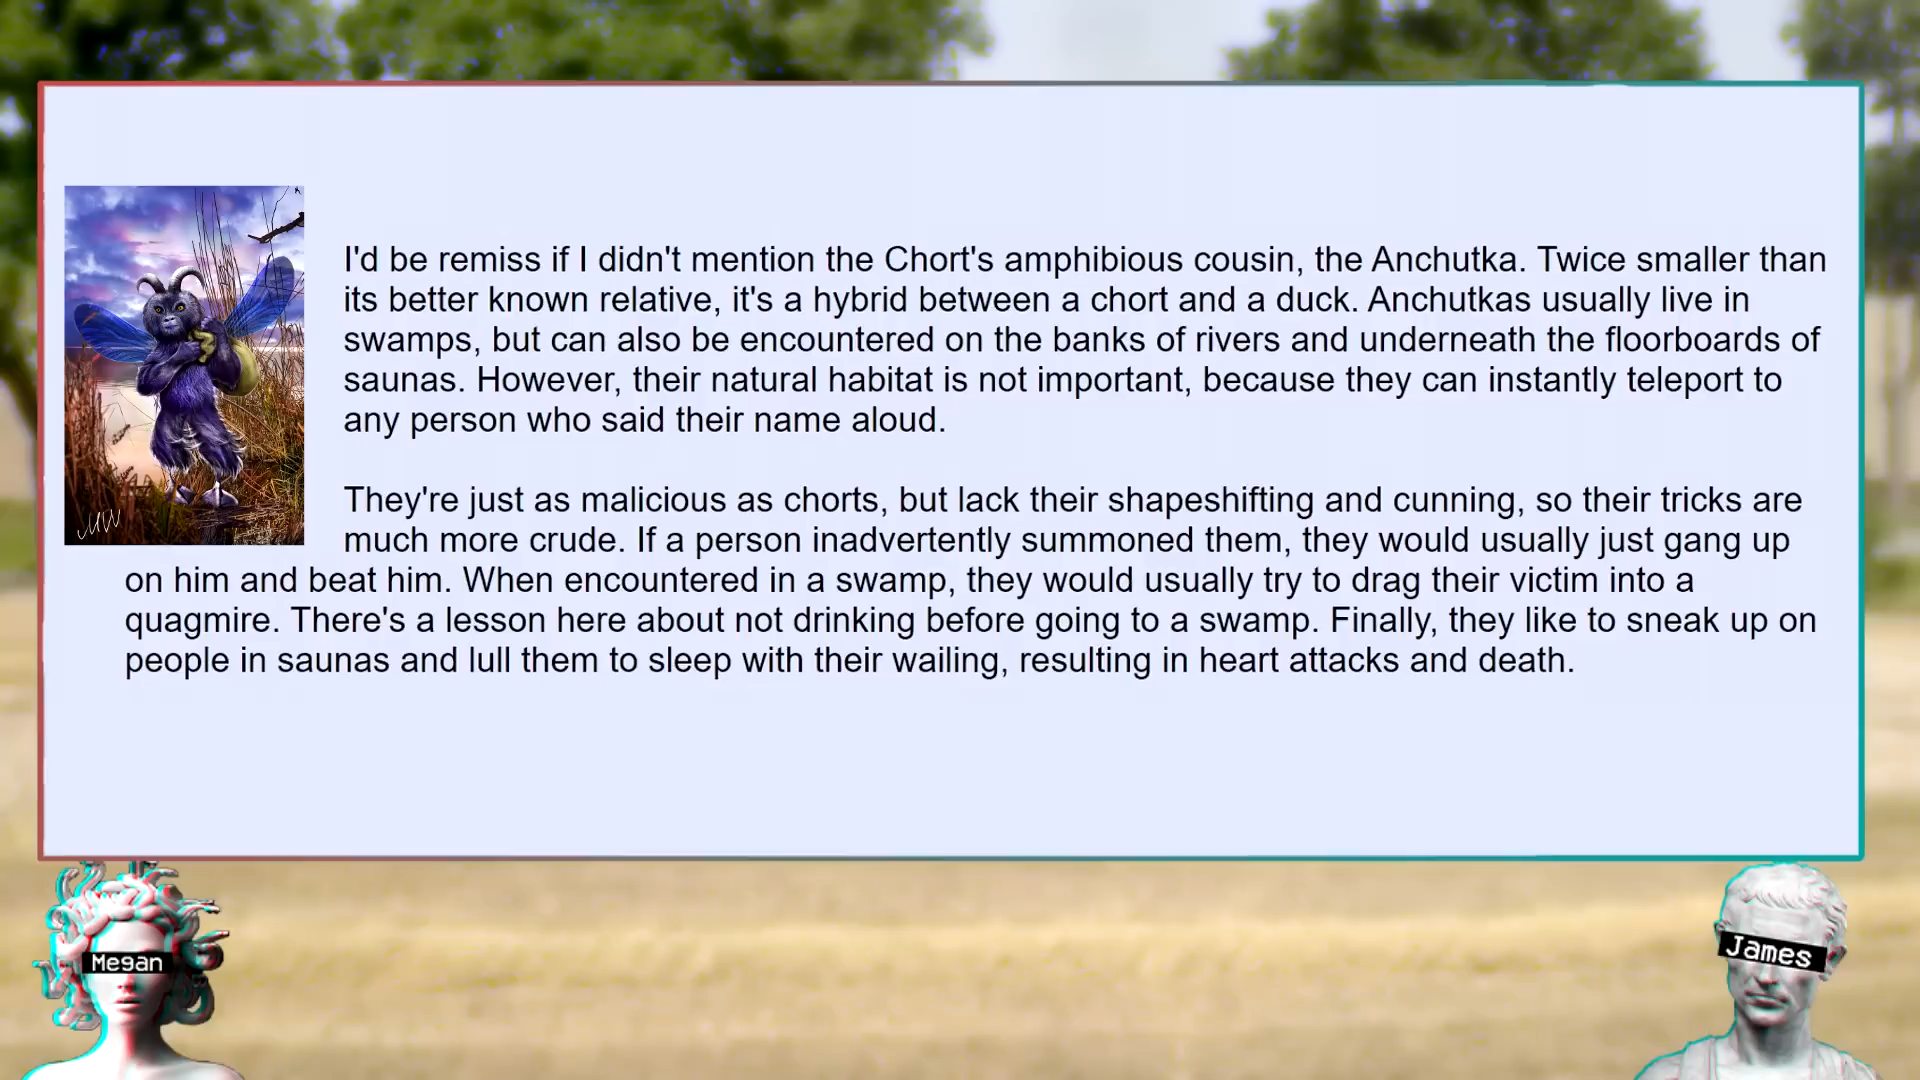 I'd be remiss if I didn't mention the Chort's amphibious cousin, the Anchutka. Twice smaller than
its better known relative, it's a hybrid between a chort and a duck. Anchutkas usually live in
swamps, but can also be encountered on the banks of rivers and underneath the floorboards of
saunas. However, their natural habitat is not important, because they can instantly teleport to
any person who said their name aloud.
They're just as malicious as chorts, but lack their shapeshifting and cunning, so their tricks are
much more crude. If a person inadvertently summoned them, they would usually just gang up
on him and beat him. When encountered in a swamp, they would usually try to drag their victim into a
quagmire. There's a lesson here about not drinking before going to a swamp. Finally, they like to sneak up on
people in saunas and lull them to sleep with their wailing, resulting in heart attacks and death.
MW
Megan
James